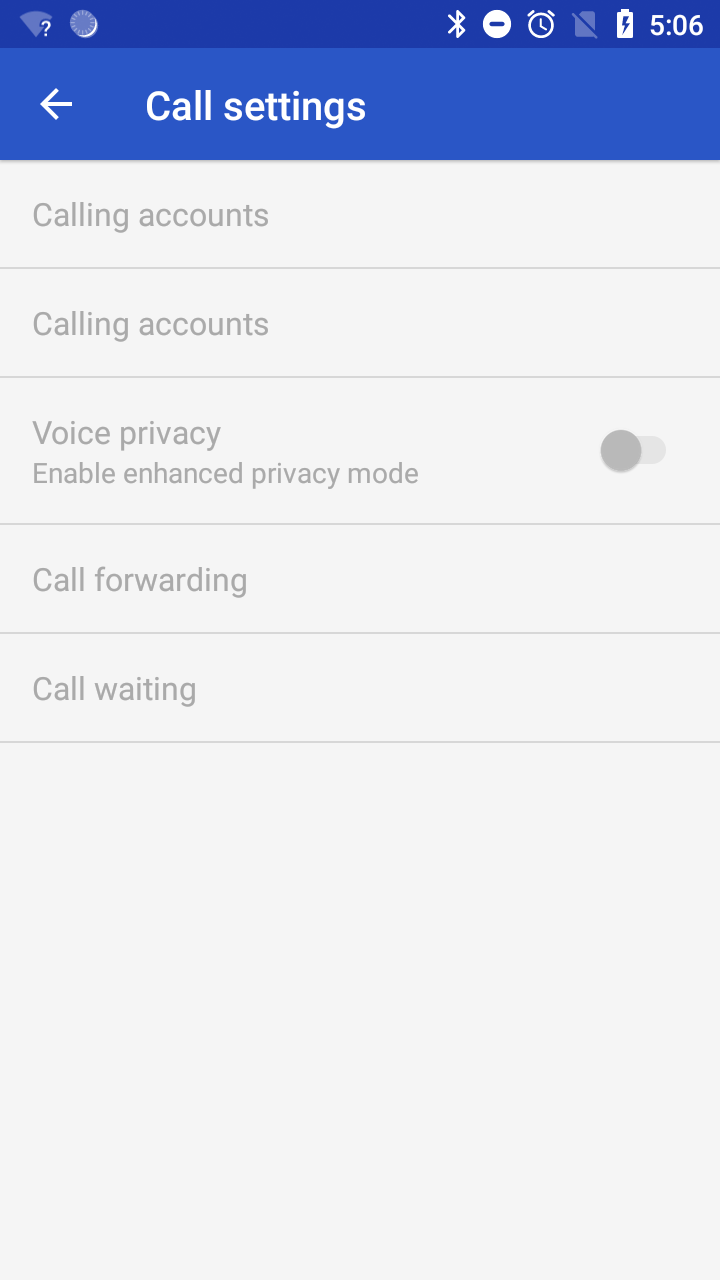 ?
5:06
Call settings
Calling accounts
Calling accounts
Voice privacy
Enable enhanced privacy mode
Call forwarding
Call waiting